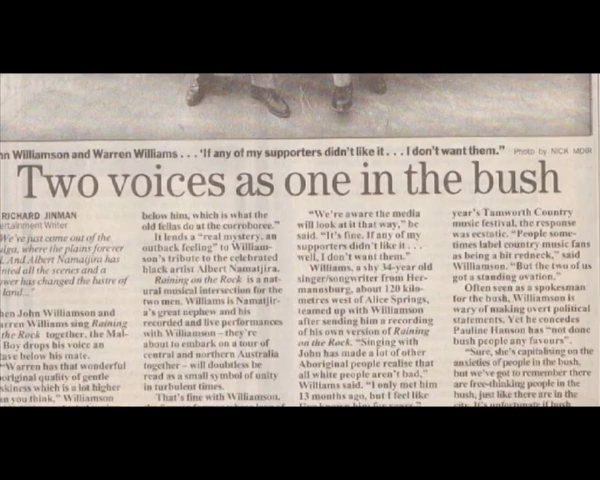 nn Williamson and Warren Williams . . . 'If any of my supporters didn't like it . . . I don't want them."
Photo by NICK MOIR
Two voices as one in the bush
RICHARD JINMAN
ertainment Writer
We've just come out of the
where the plains forever
And Albert Namatjira has
nted all the scenes and a
wer has changed the lustre of
land..."
hen John Williamson and
arren Williams sing Raining
the Rock together, the Mal-
Boy drops his voice an
tave below his mate.
"Warren has that wonderful
original quality of gentle
skiness which is a lot higher
an you think," Williamson
below him, which is what the
old fellas do at the corroboree."
It lends a "real mystery, an
outback feeling" to William-
son's tribute to the celebrated
black artist Albert Namatjira.
Raining on the Rock is a nat-
ural musical intersection for the
two men. Williams is Namatjir-
a's great nephew and his
recorded and live performances
with Williamson – they're
about to embark on a tour of
central and northern Australia
together – will doubtless be
read as a small symbol of unity
in turbulent times.
That's fine with Williamson,
"We're aware the media
will look at it that way," he
said. "It's fine. If any of my
supporters didn't like it . . .
well, I don't want them."
Williams, a shy 34-year old
singer/songwriter from Her-
mannsburg, about 120 kilo-
metres west of Alice Springs,
teamed up with Williamson
after sending him a recording
of his own version of Raining
on the Rock. "Singing with
John has made a lot of other
Aboriginal people realise that
all white people aren't bad,"
Williams said. "I only met him
13 months ago, but I feel like
I've known him for years."
year's Tamworth Country
music festival, the response
was ecstatic. "People some-
times label country music fans
as being a bit redneck," said
Williamson. "But the two of us
got a standing ovation."
Often seen as a spokesman
for the bush, Williamson is
wary of making overt political
statements. Yet he concedes
Pauline Hanson has "not done
bush people any favours".
"Sure, she's capitalising on the
anxieties of people in the bush,
but we've got to remember there
are free-thinking people in the
bush, just like there are in the
city. It's unfortunate if bush